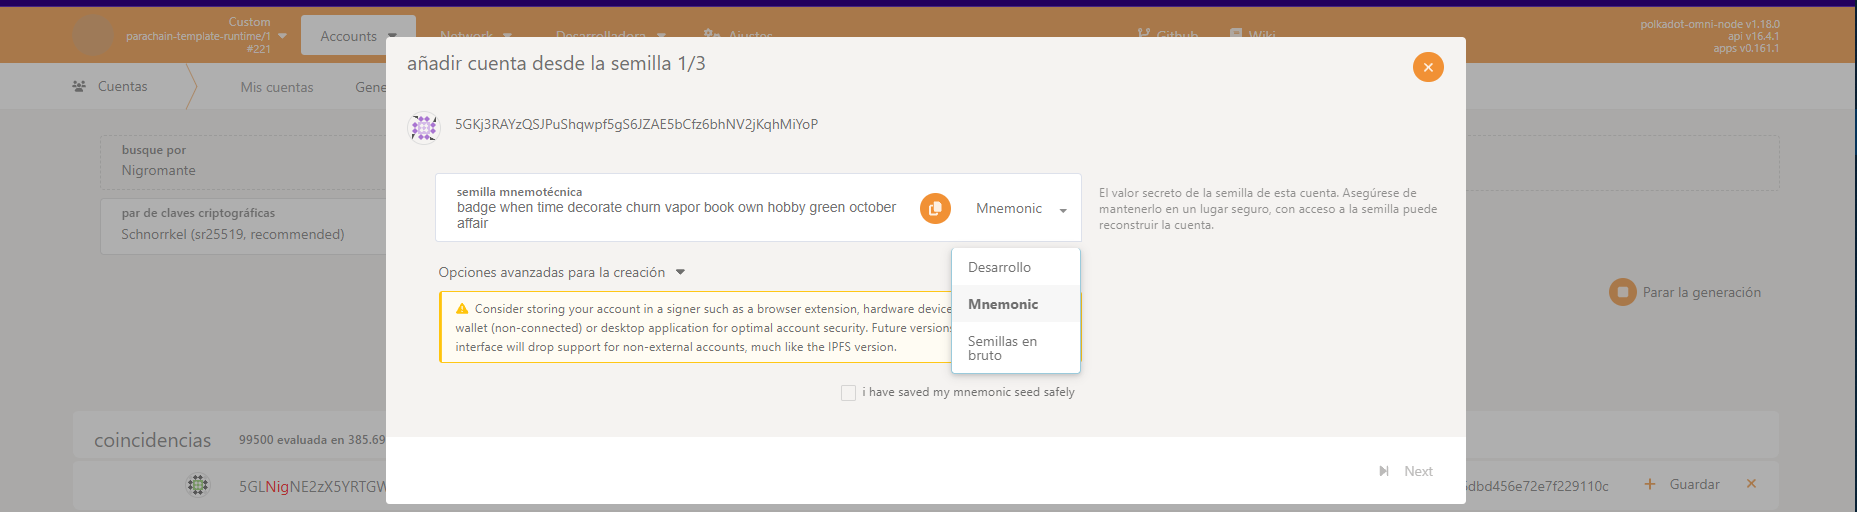 Custom
parachain-template-runtime/1
#221
Accounts
Network
Desarrolladora
Ajustes
Github
Wiki
polkadot-omni-node v1.18.0
api v16.4.1
apps v0.161.1
Cuentas
Mis cuentas
Gene
añadir cuenta desde la semilla 1/3
5GKj3RAYzQSJPuShqwpf5gS6JZAE5bCfz6bhNV2jKqhMiYoP
busque por
Nigromante
par de claves criptográficas
Schnorrkel (sr25519, recommended)
semilla mnemotécnica
badge when time decorate churn vapor book own hobby green october
affair
Mnemonic
El valor secreto de la semilla de esta cuenta. Asegúrese de
mantenerlo en un lugar seguro, con acceso a la semilla puede
reconstruir la cuenta.
Desarrollo
Mnemonic
Semillas en
bruto
Opciones avanzadas para la creación
Consider storing your account in a signer such as a browser extension, hardware device
wallet (non-connected) or desktop application for optimal account security. Future versions
interface will drop support for non-external accounts, much like the IPFS version.
i have saved my mnemonic seed safely
Parar la generación
coincidencias
99500 evaluada en 385.69
Next
5GLNigNE2zX5YRTGW
dbd456e72e7f229110c
Guardar